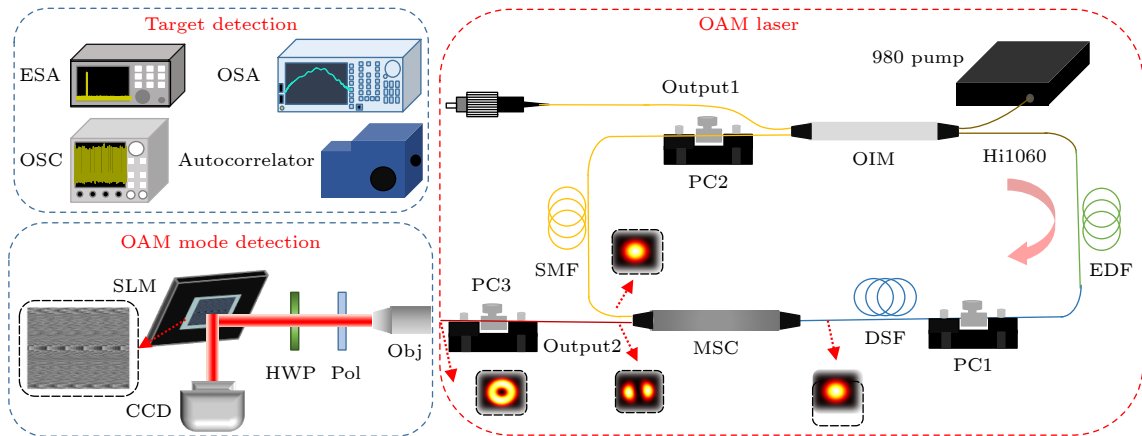 Target detection
ESA
OSA
OSC
Autocorrelator
OAM mode detection
SLM
HWP
Pol
Obj
CCD
OAM laser
980 pump
Output1
OIM
Hi1060
PC2
SMF
EDF
PC3
Output2
MSC
DSF
PC1